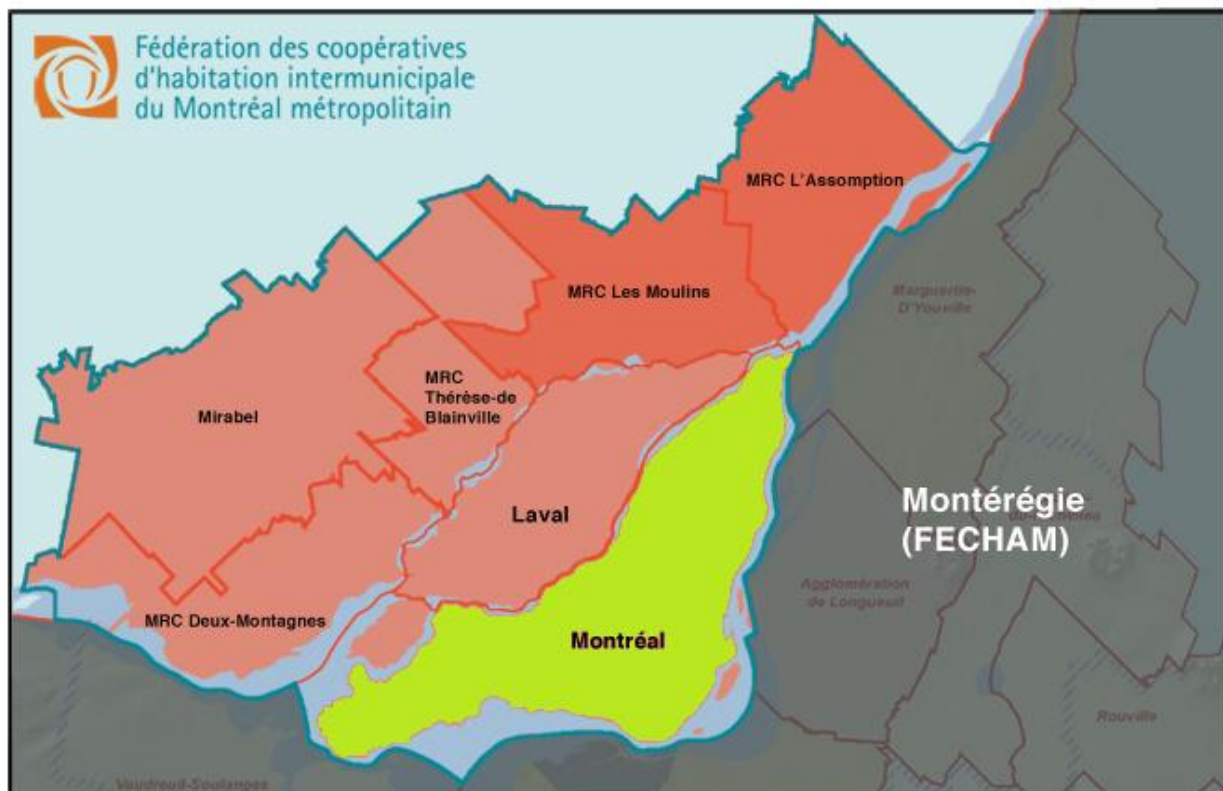 Fédération des coopératives
d'habitation intermunicipale
du Montréal métropolitain
MRC L'Assomption
MRC Les Moulins
Marguerite-
D'Youville
MRC
Thérèse-de
Blainville
Mirabel
Laval
Montérégie
(FECHAM)
Agglomération
de Longueuil
MRC Deux-Montagnes
Montréal
Rouville
Vaudreuil-Soulanges